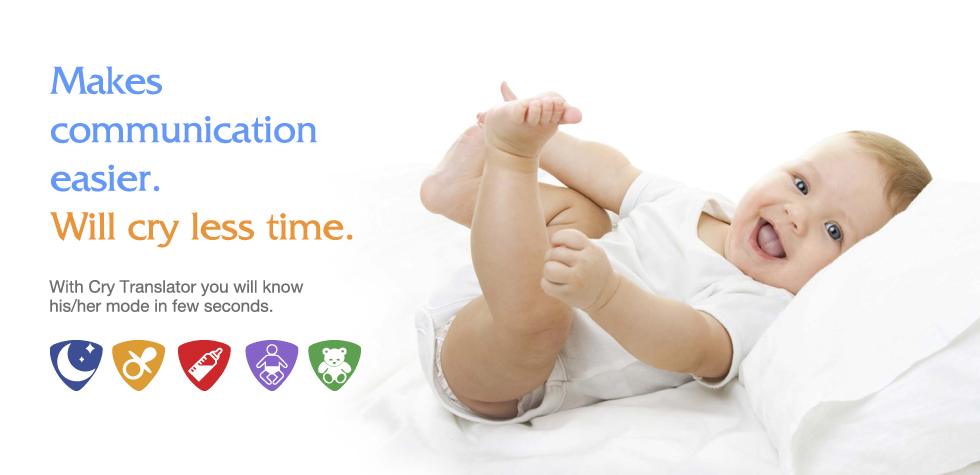 Makes
communication
easier.
Will cry less time.
With Cry Translator you will know
his/her mode in few seconds.